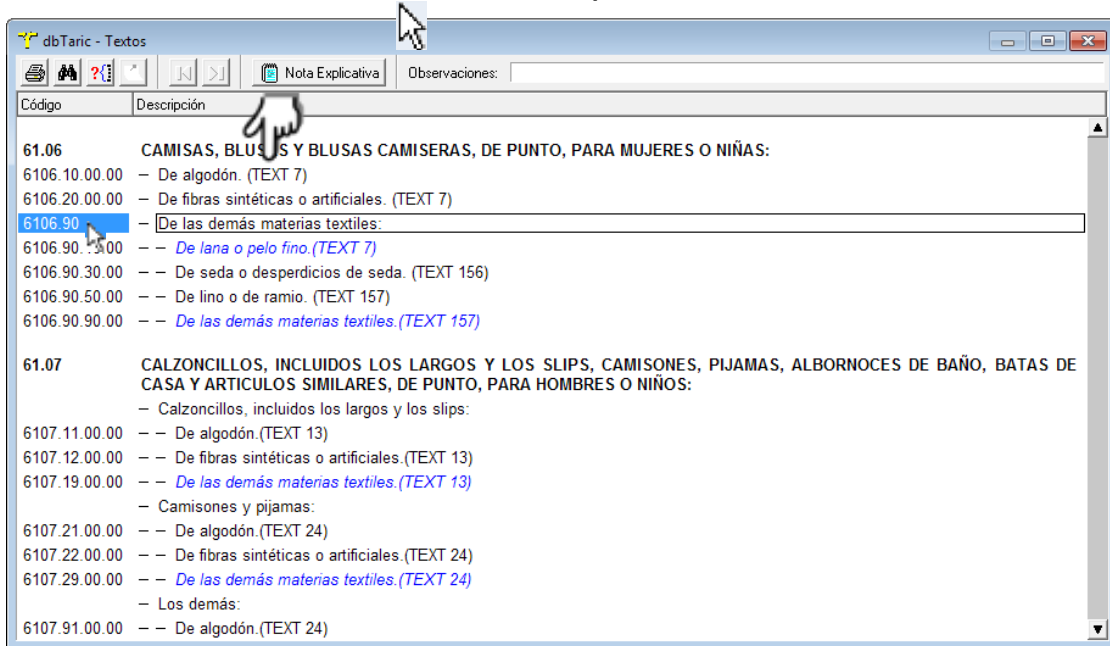 dbTaric - Textos
?{} Nota Explicativa Observaciones:
Código Descripción
61.06 CAMISAS, BLUSAS Y BLUSAS CAMISERAS, DE PUNTO, PARA MUJERES O NIÑAS:
6106.10.00.00 – De algodón. (TEXT 7)
6106.20.00.00 – De fibras sintéticas o artificiales. (TEXT 7)
6106.90 – De las demás materias textiles:
– – De lana o pelo fino.(TEXT 7)
6106.90.30.00 – – De seda o desperdicios de seda. (TEXT 156)
6106.90.50.00 – – De lino o de ramio. (TEXT 157)
6106.90.90.00 – – De las demás materias textiles.(TEXT 157)
61.07 CALZONCILLOS, INCLUIDOS LOS LARGOS Y LOS SLIPS, CAMISONES, PIJAMAS, ALBORNOCES DE BAÑO, BATAS DE
CASA Y ARTICULOS SIMILARES, DE PUNTO, PARA HOMBRES O NIÑOS:
– Calzoncillos, incluidos los largos y los slips:
6107.11.00.00 – – De algodón.(TEXT 13)
6107.12.00.00 – – De fibras sintéticas o artificiales.(TEXT 13)
6107.19.00.00 – – De las demás materias textiles.(TEXT 13)
– Camisones y pijamas:
6107.21.00.00 – – De algodón.(TEXT 24)
6107.22.00.00 – – De fibras sintéticas o artificiales.(TEXT 24)
6107.29.00.00 – – De las demás materias textiles.(TEXT 24)
– Los demás:
6107.91.00.00 – – De algodón.(TEXT 24)